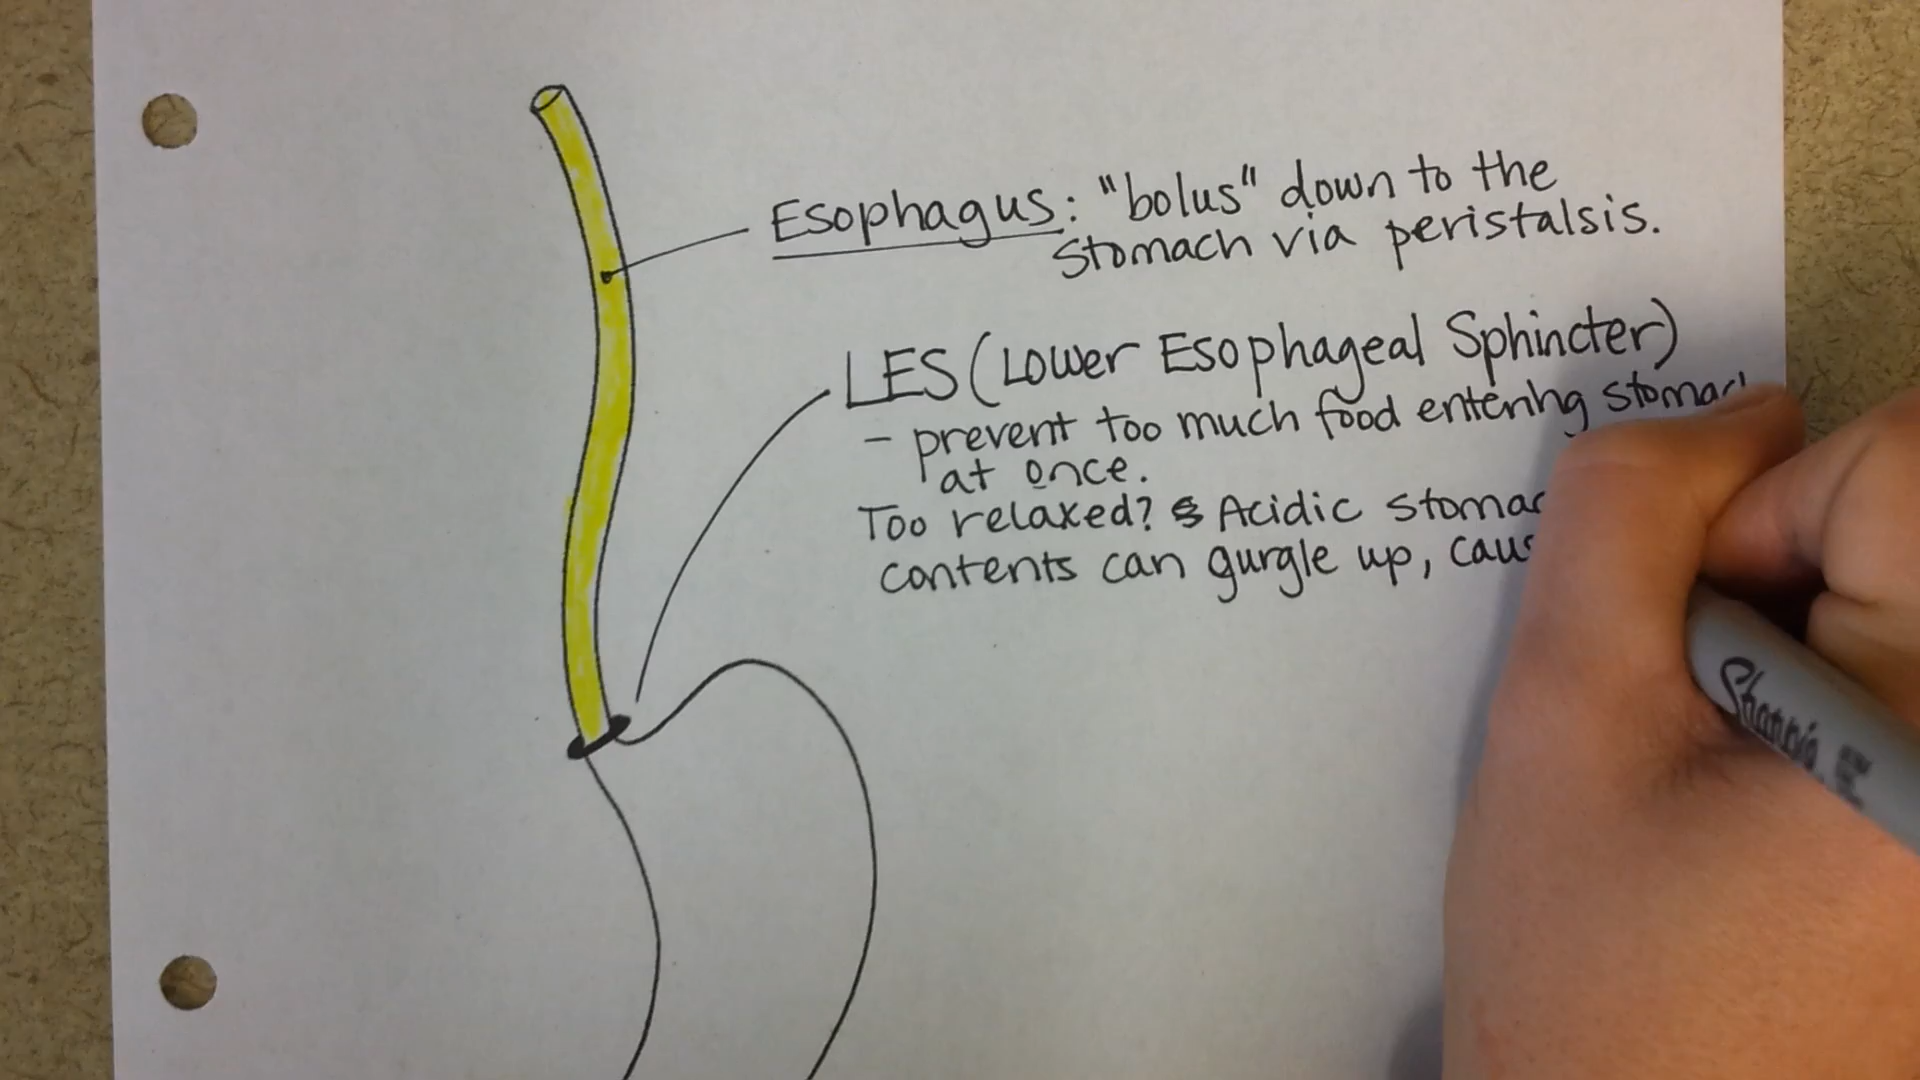 Esophagus: "bolus" down to the
stomach via peristalsis.
LES (Lower Esophageal Sphincter)
- prevent too much food entering
at once.
Too relaxed? Acidic
contents can gurgle up,
Sharpie